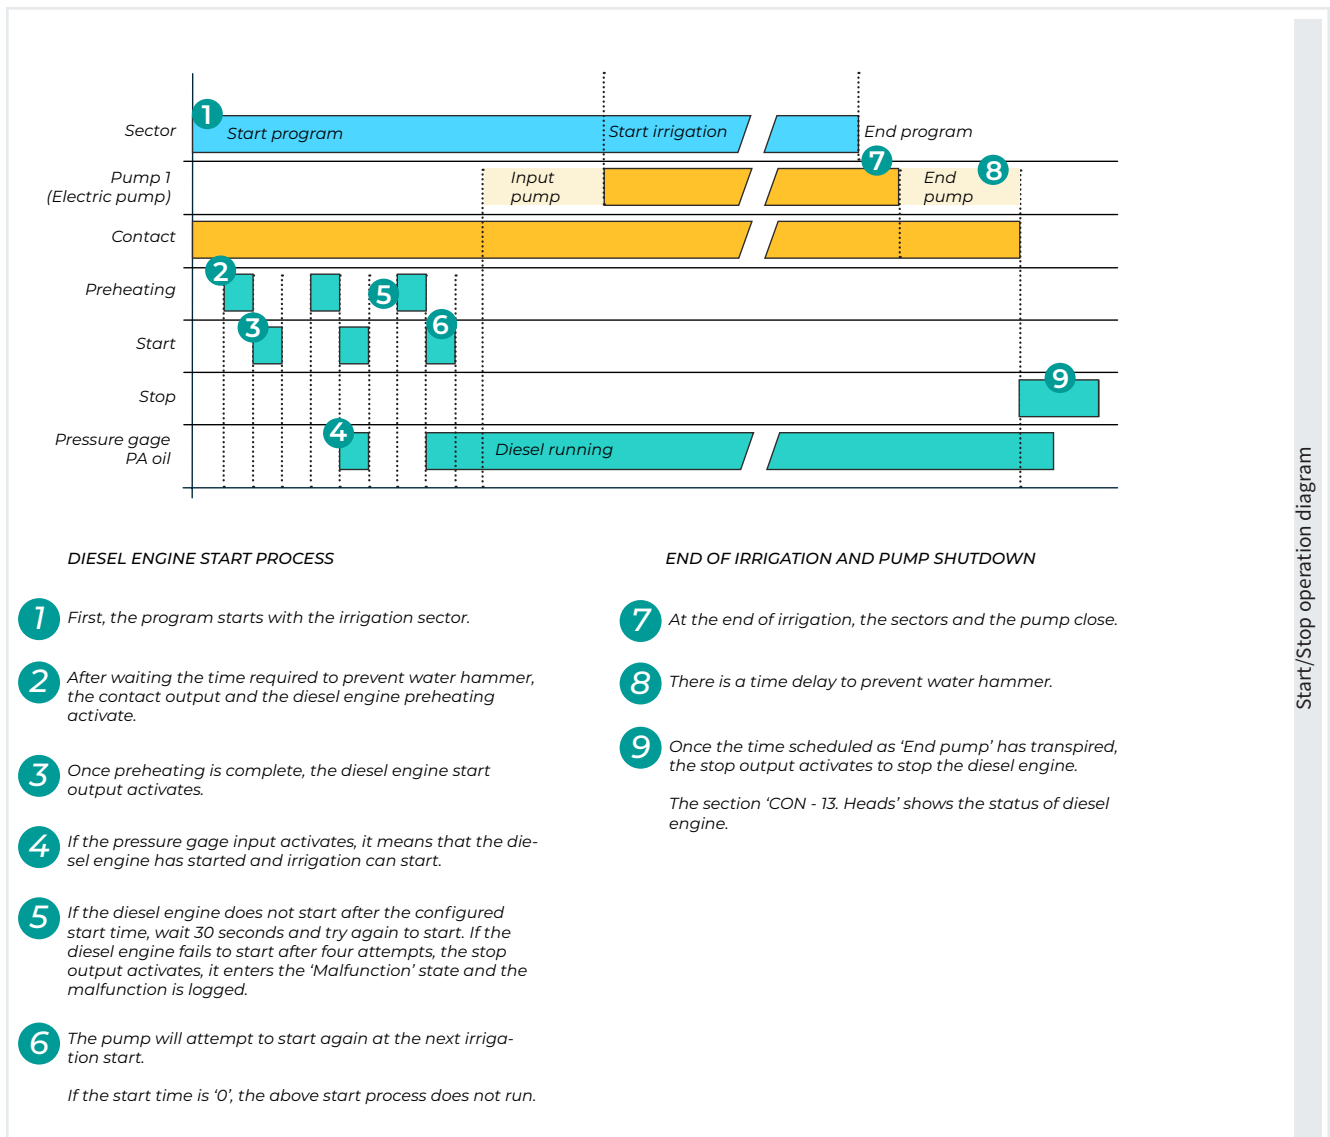 1
Sector
Start program
Start irrigation
End program
Pump 1
(Electric pump)
Input
pump
7
End
pump
8
Contact
2
Preheating
5
3
Start
6
Stop
9
Pressure gage
PA oil
4
Diesel running
DIESEL ENGINE START PROCESS
1
First, the program starts with the irrigation sector.
2
After waiting the time required to prevent water hammer,
the contact output and the diesel engine preheating
activate.
3
Once preheating is complete, the diesel engine start
output activates.
4
If the pressure gage input activates, it means that the die-
sel engine has started and irrigation can start.
5
If the diesel engine does not start after the configured
start time, wait 30 seconds and try again to start. If the
diesel engine fails to start after four attempts, the stop
output activates, it enters the ‘Malfunction’ state and the
malfunction is logged.
6
The pump will attempt to start again at the next irriga-
tion start.
If the start time is ‘0’, the above start process does not run.
END OF IRRIGATION AND PUMP SHUTDOWN
7
At the end of irrigation, the sectors and the pump close.
8
There is a time delay to prevent water hammer.
9
Once the time scheduled as ‘End pump’ has transpired,
the stop output activates to stop the diesel engine.
The section ‘CON - 13. Heads’ shows the status of diesel
engine.
Start/Stop operation diagram